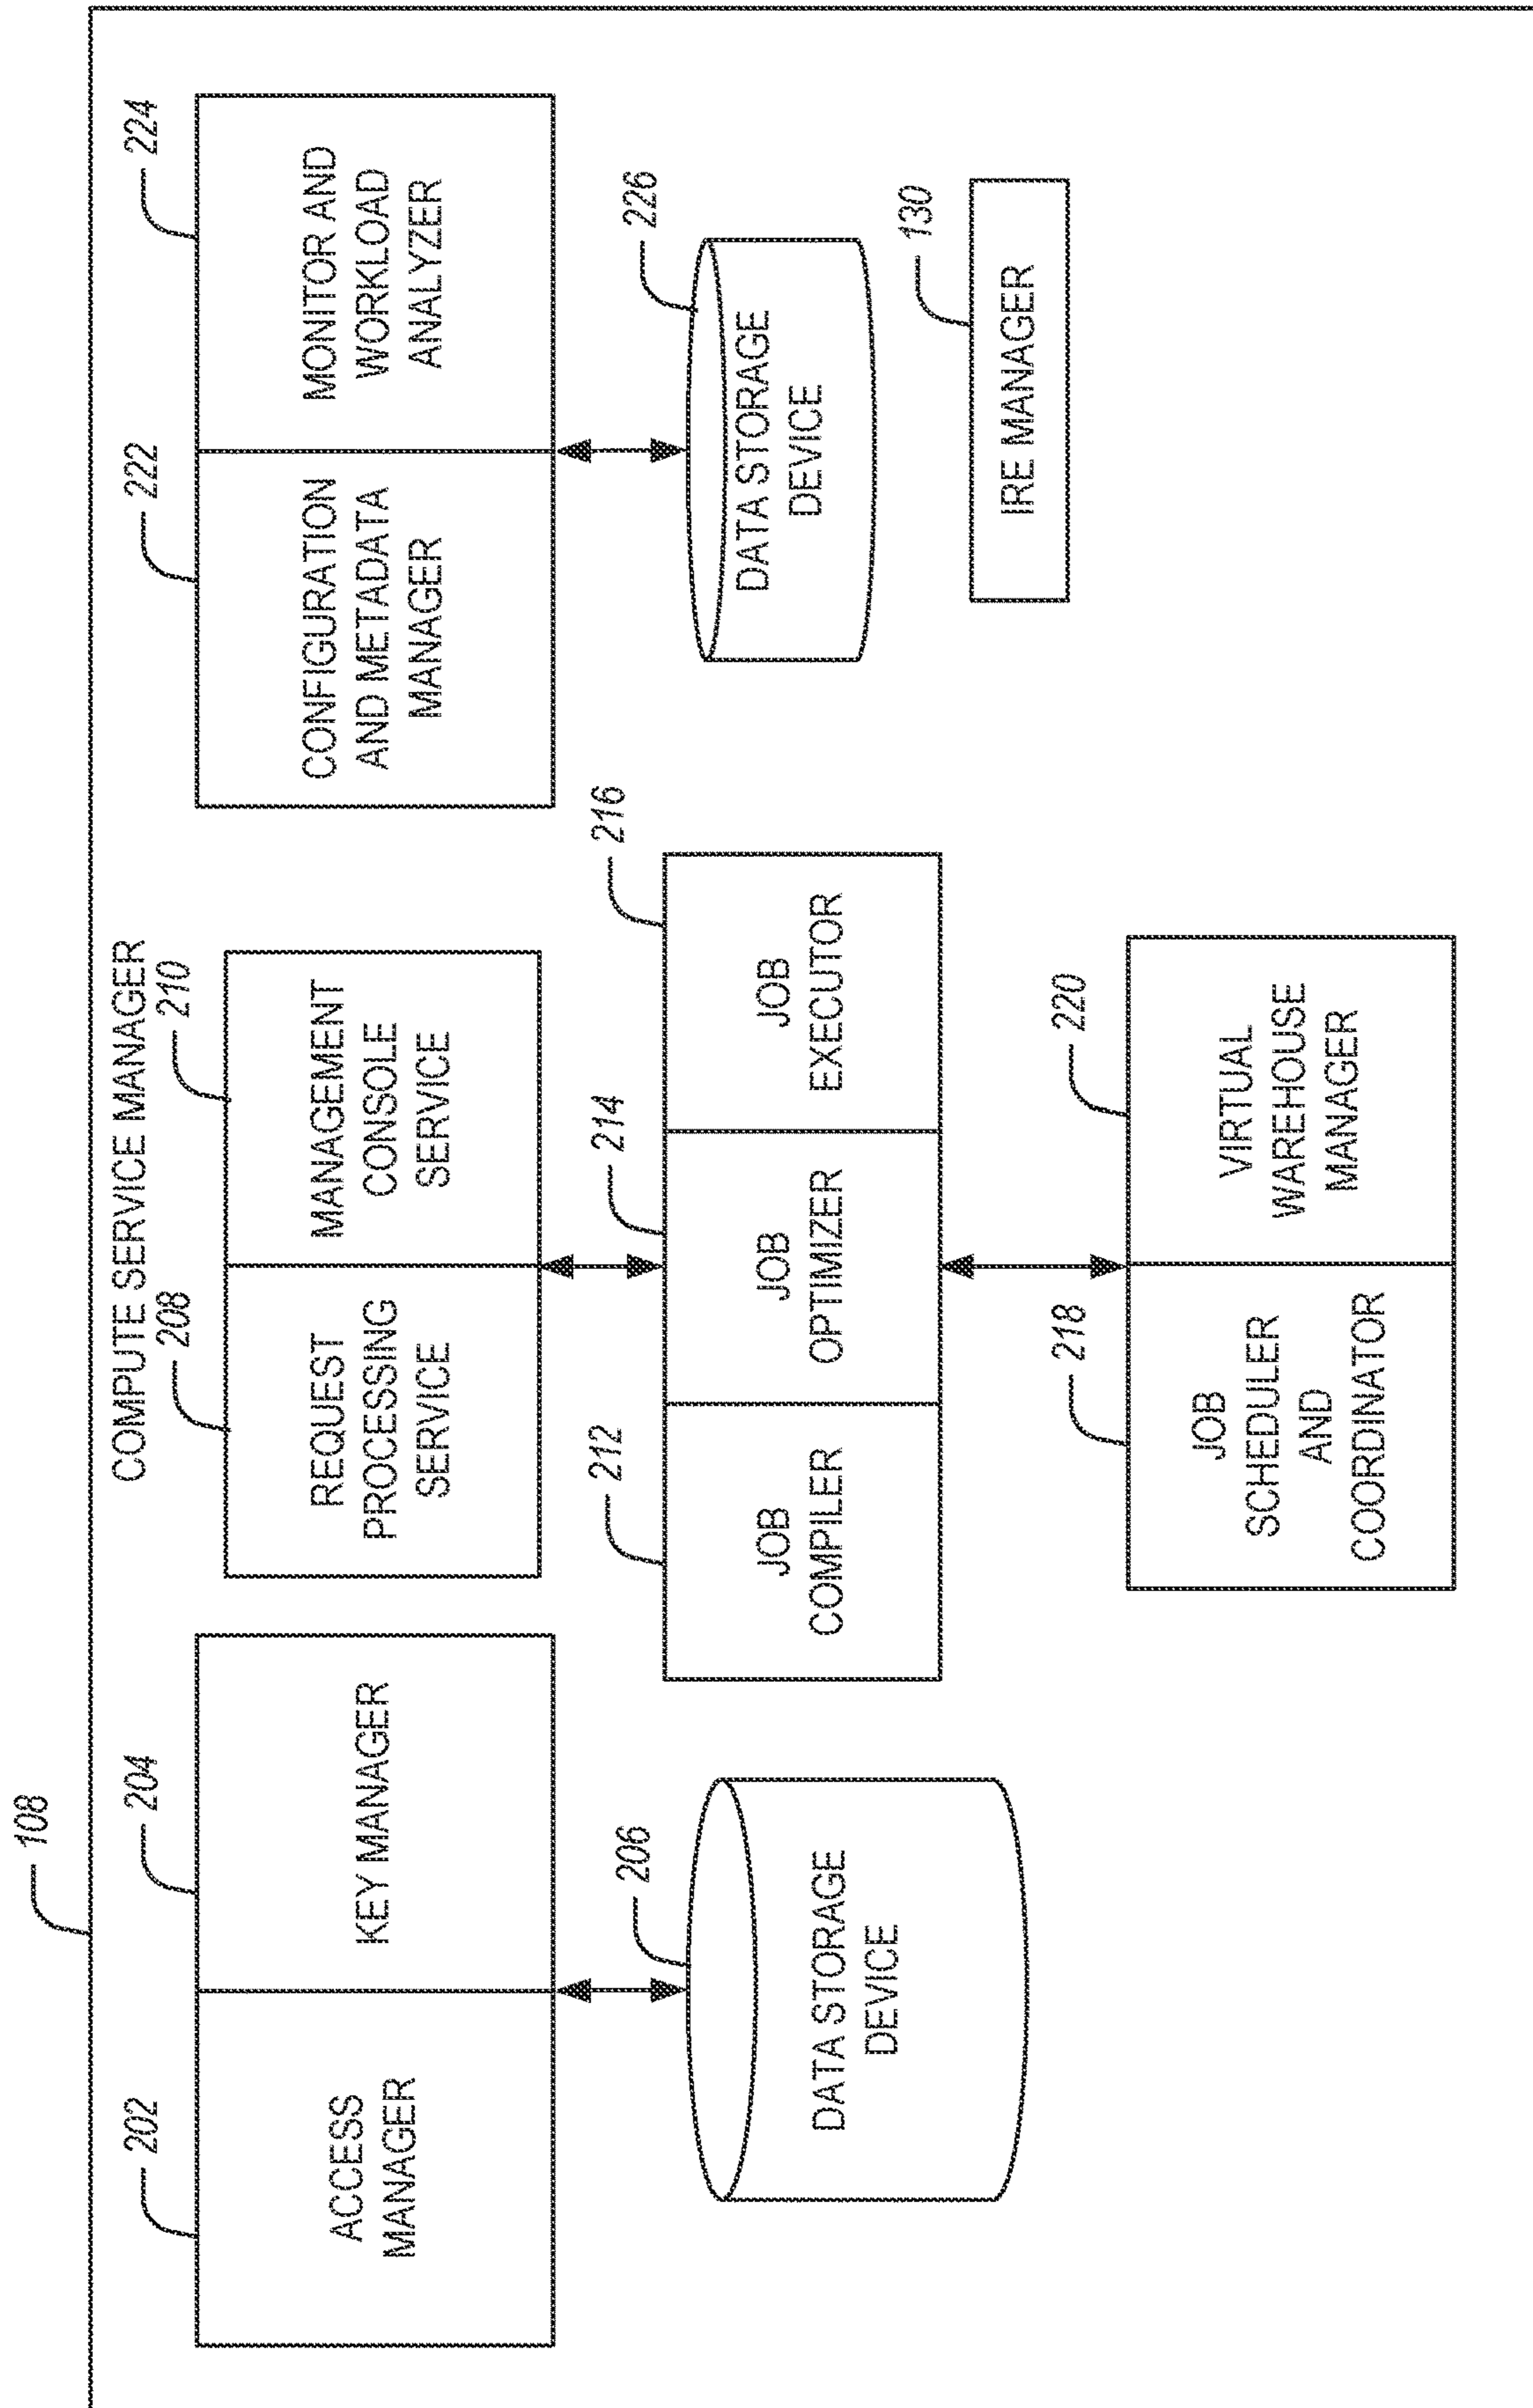 108
COMPUTE SERVICE MANAGER
202
204
208
210
222
224
ACCESS
MANAGER
KEY MANAGER
REQUEST
PROCESSING
SERVICE
MANAGEMENT
CONSOLE
SERVICE
CONFIGURATION
AND METADATA
MANAGER
MONITOR AND
WORKLOAD
ANALYZER
206
212
214
216
226
DATA STORAGE
DEVICE
JOB
COMPILER
JOB
OPTIMIZER
JOB
EXECUTOR
DATA STORAGE
DEVICE
130
IRE MANAGER
218
220
JOB
SCHEDULER
AND
COORDINATOR
VIRTUAL
WAREHOUSE
MANAGER